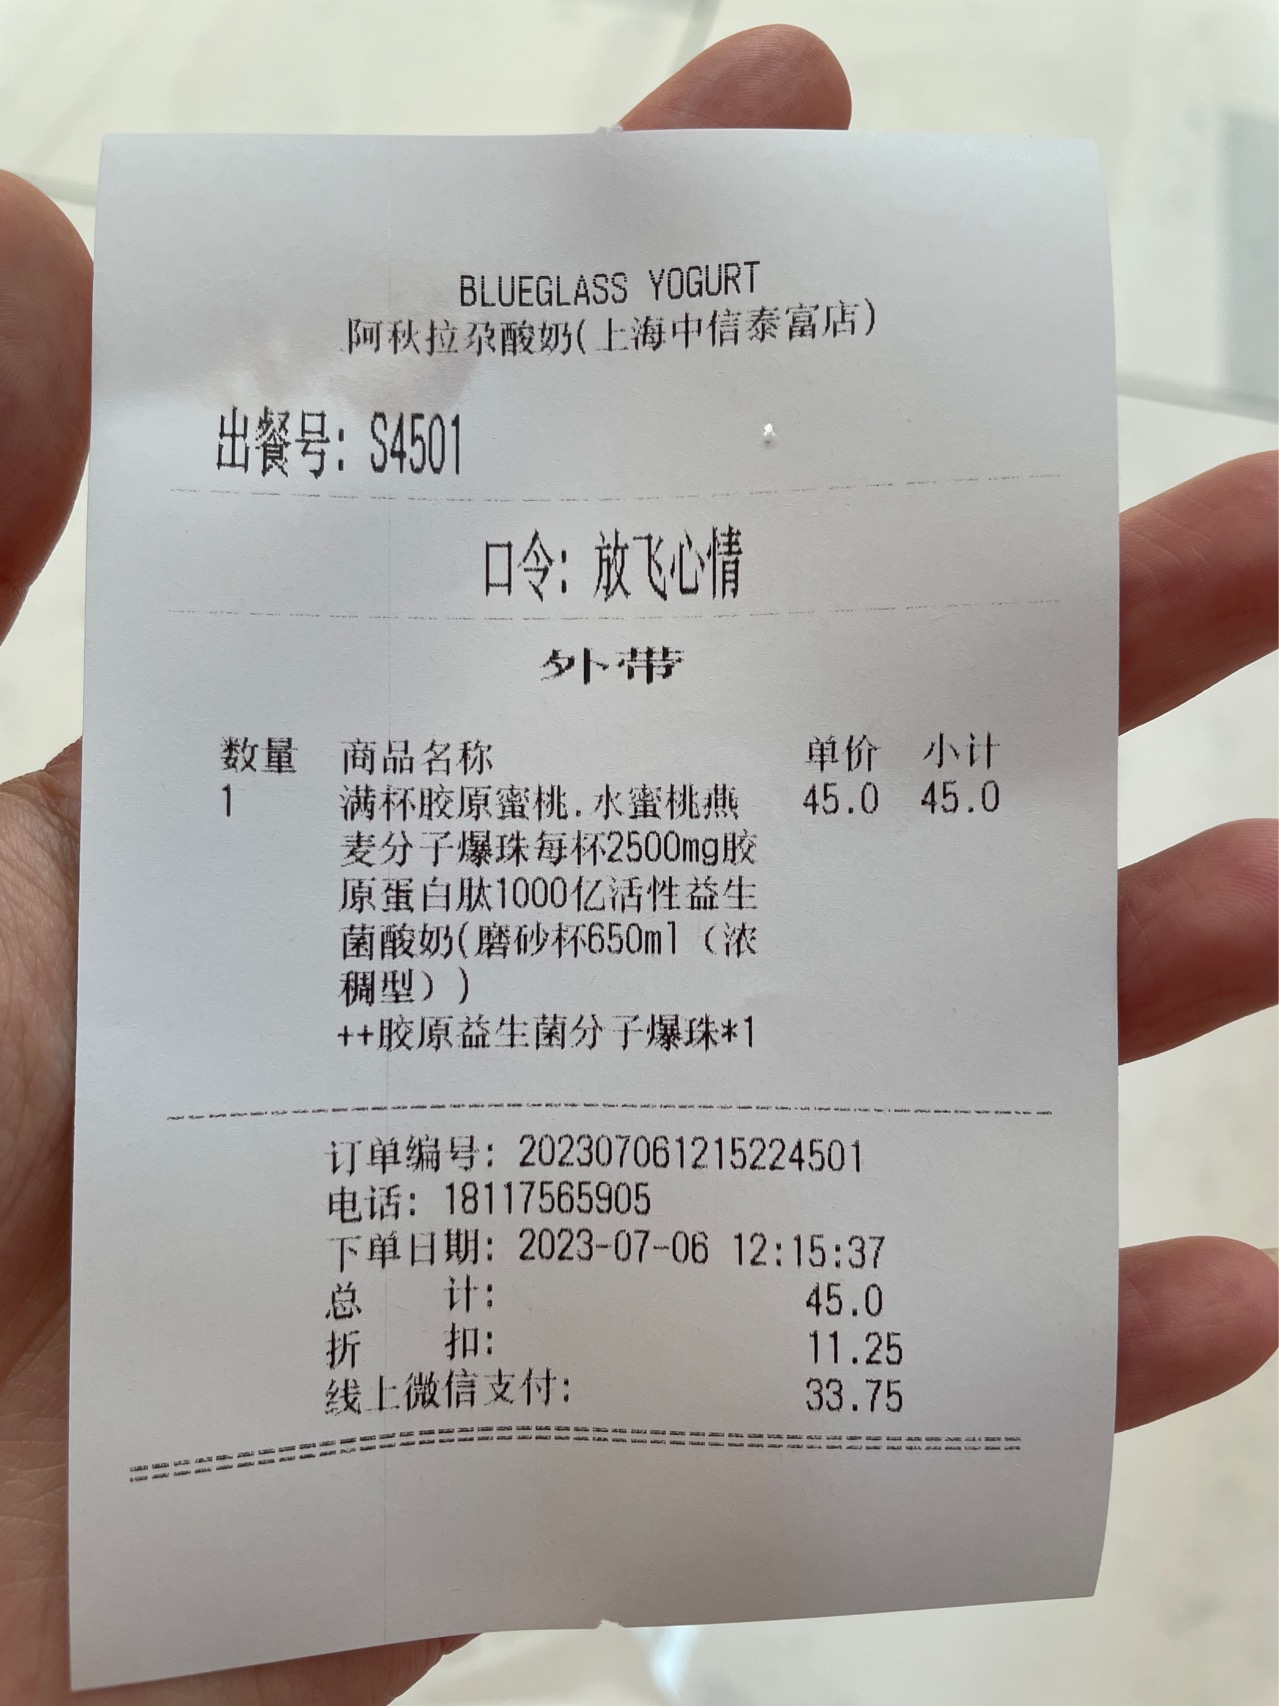 BLUEGLASS YOGURT
阿秋拉尕酸奶(上海中信泰富店)
出餐号: S4501
口令: 放飞心情
外带
数量 商品名称 单价 小计
1 满杯胶原蜜桃.水蜜桃燕 45.0 45.0
麦分子爆珠每杯2500mg胶
原蛋白肽1000亿活性益生
菌酸奶(磨砂杯650ml（浓
稠型）)
++胶原益生菌分子爆珠*1
订单编号: 202307061215224501
电话: 18117565905
下单日期: 2023-07-06 12:15:37
总 计: 45.0
折 扣: 11.25
线上微信支付: 33.75